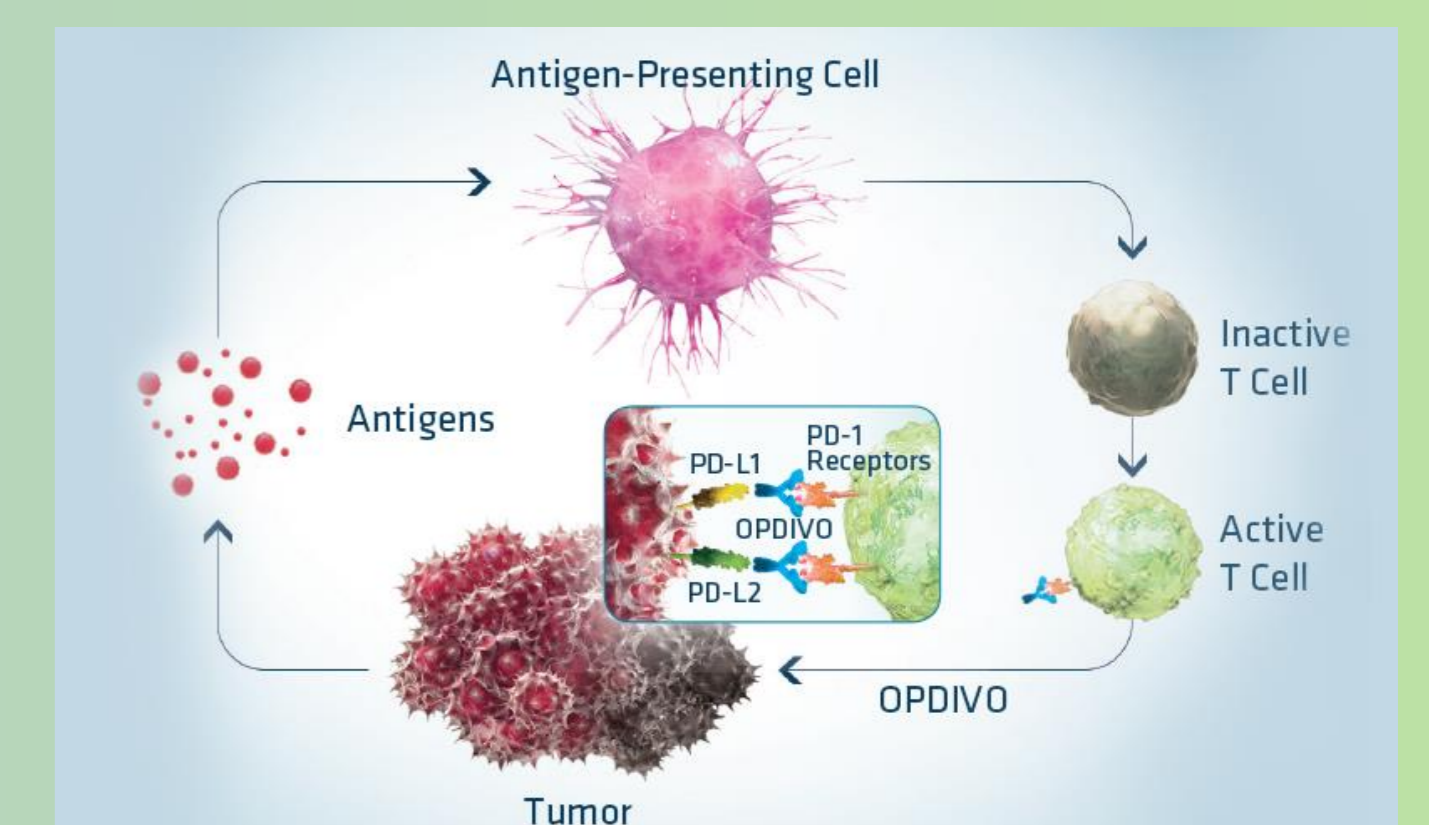 Antigen-Presenting Cell
Inactive
T Cell
Antigens
PD-1
Receptors
PD-L1
OPDIVO
PD-L2
Active
T Cell
OPDIVO
Tumor